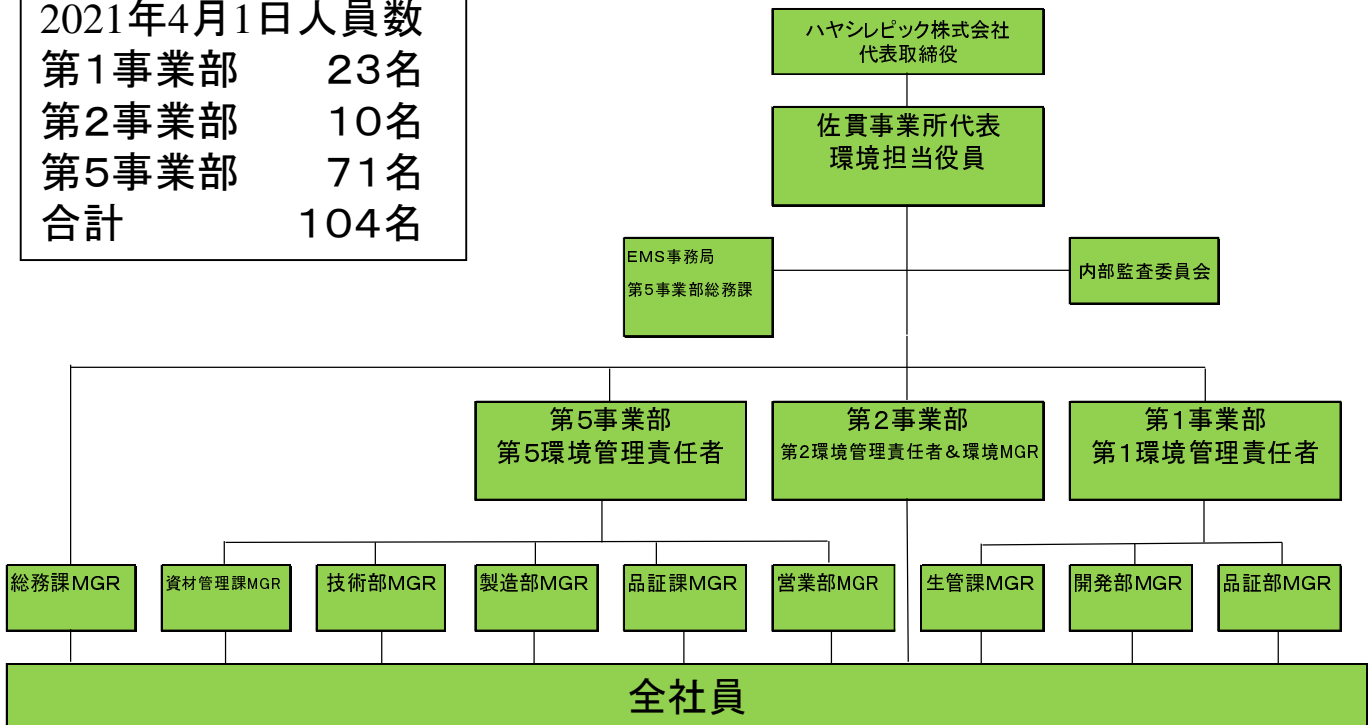 2021年4月1日人員数
第1事業部 23名
第2事業部 10名
第5事業部 71名
合計 104名
ハヤシレピック株式会社
代表取締役
佐貫事業所代表
環境担当役員
EMS事務局
第5事業部総務課
内部監査委員会
第5事業部
第5環境管理責任者
第2事業部
第2環境管理責任者&環境MGR
第1事業部
第1環境管理責任者
総務課MGR
資材管理課MGR
技術部MGR
製造部MGR
品証課MGR
営業部MGR
生管課MGR
開発部MGR
品証部MGR
全社員